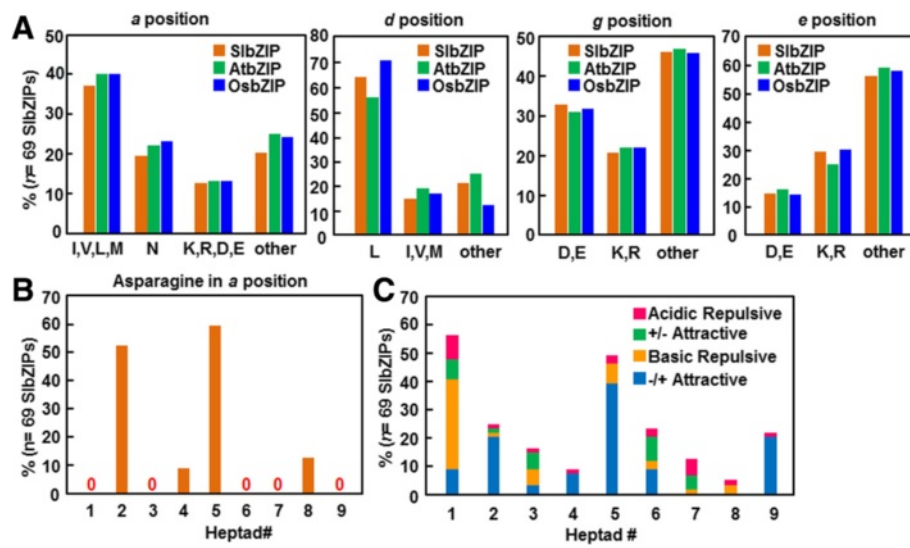 A
a position
d position
g position
e position
% (n= 69 SlbZIPs)
50
40
30
20
10
0
SlbZIP
AtbZIP
OsbZIP
I,V,L,M N K,R,D,E other
80
70
60
50
40
30
20
10
0
SlbZIP
AtbZIP
OsbZIP
L I,V,M other
50
40
30
20
10
0
SlbZIP
AtbZIP
OsbZIP
D,E K,R other
70
60
50
40
30
20
10
0
SlbZIP
AtbZIP
OsbZIP
D,E K,R other
B
Asparagine in a position
% (n= 69 SlbZIPs)
70
60
50
40
30
20
10
0
0 0 0 0 0
1 2 3 4 5 6 7 8 9
Heptad#
C
% (n= 69 SlbZIPs)
70
60
50
40
30
20
10
0
Acidic Repulsive
+/- Attractive
Basic Repulsive
-/+ Attractive
1 2 3 4 5 6 7 8 9
Heptad #